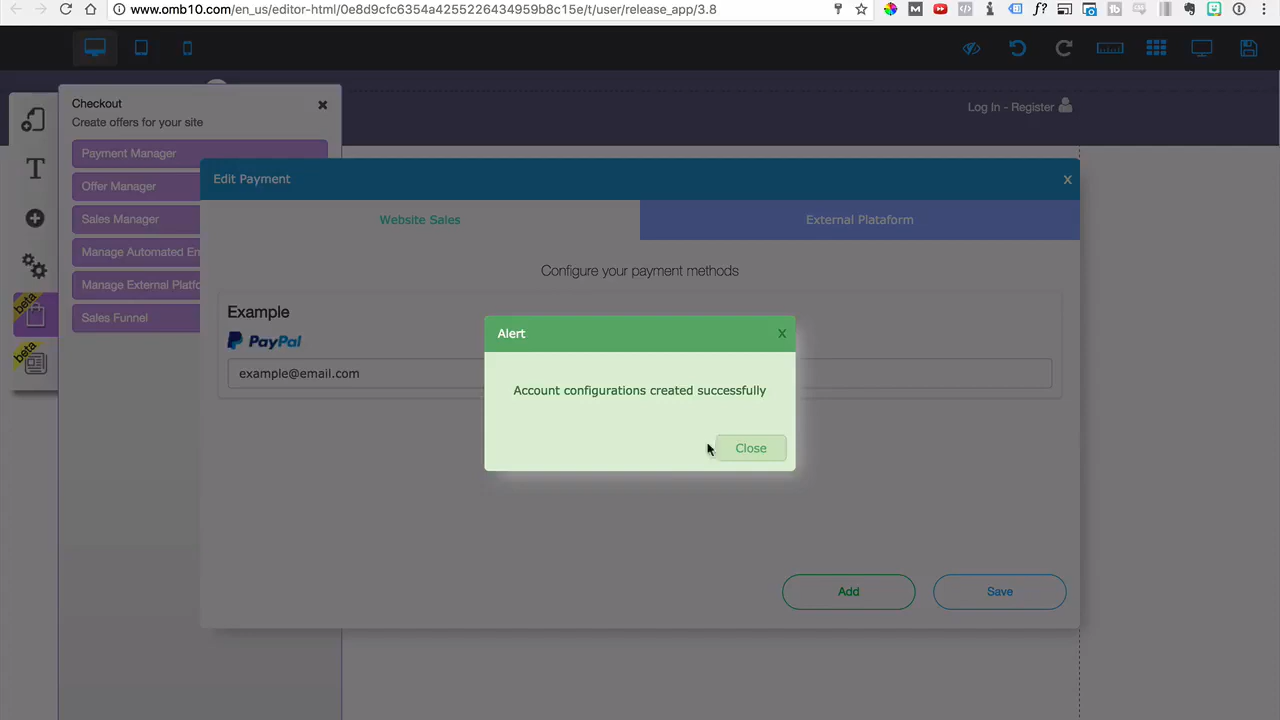 www.omb10.com/en_us/editor-html/0e8d9cfc6354a4255226434959b8c15e/t/user/release_app/3.8
Log In - Register
Checkout
Create offers for your site
Payment Manager
Offer Manager
Sales Manager
Manage Automated En
Manage External Platfo
Sales Funnel
beta
beta
Edit Payment
X
Website Sales
External Plataform
Configure your payment methods
Example
PayPal
example@email.com
Alert
X
Account configurations created successfully
Close
Add
Save